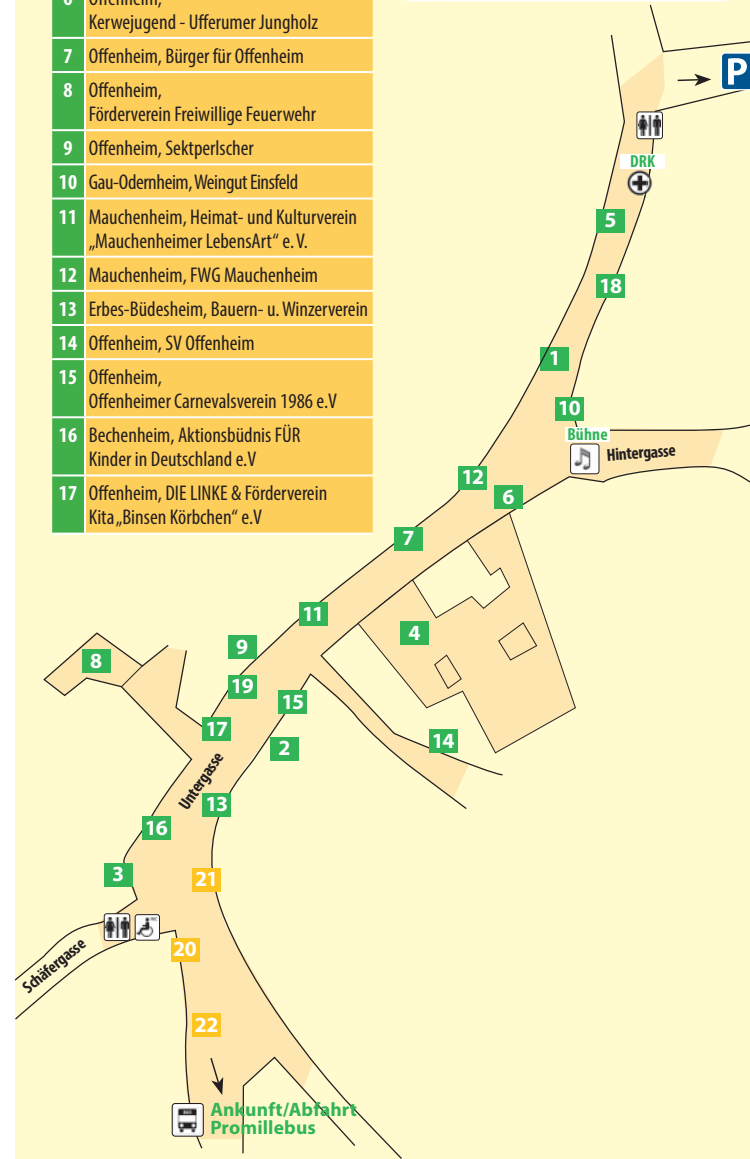 6 Offenheim,
Kerwejugend - Ufferumer Jungholz
7 Offenheim, Bürger für Offenheim
8 Offenheim,
Förderverein Freiwillige Feuerwehr
9 Offenheim, Sektperlscher
10 Gau-Odernheim, Weingut Einsfeld
11 Mauchenheim, Heimat- und Kulturverein
„Mauchenheimer LebensArt“ e. V.
12 Mauchenheim, FWG Mauchenheim
13 Erbes-Büdesheim, Bauern- u. Winzerverein
14 Offenheim, SV Offenheim
15 Offenheim,
Offenheimer Carnevalsverein 1986 e.V
16 Bechenheim, Aktionsbüdnis FÜR
Kinder in Deutschland e.V
17 Offenheim, DIE LINKE & Förderverein
Kita „Binsen Körbchen“ e.V
P
DRK
5
18
1
10
Bühne
Hintergasse
12
6
7
11
4
9
8
19
15
17
14
2
Untergasse
13
16
3
21
20
Schäfergasse
22
Ankunft/Abfahrt
Promillebus